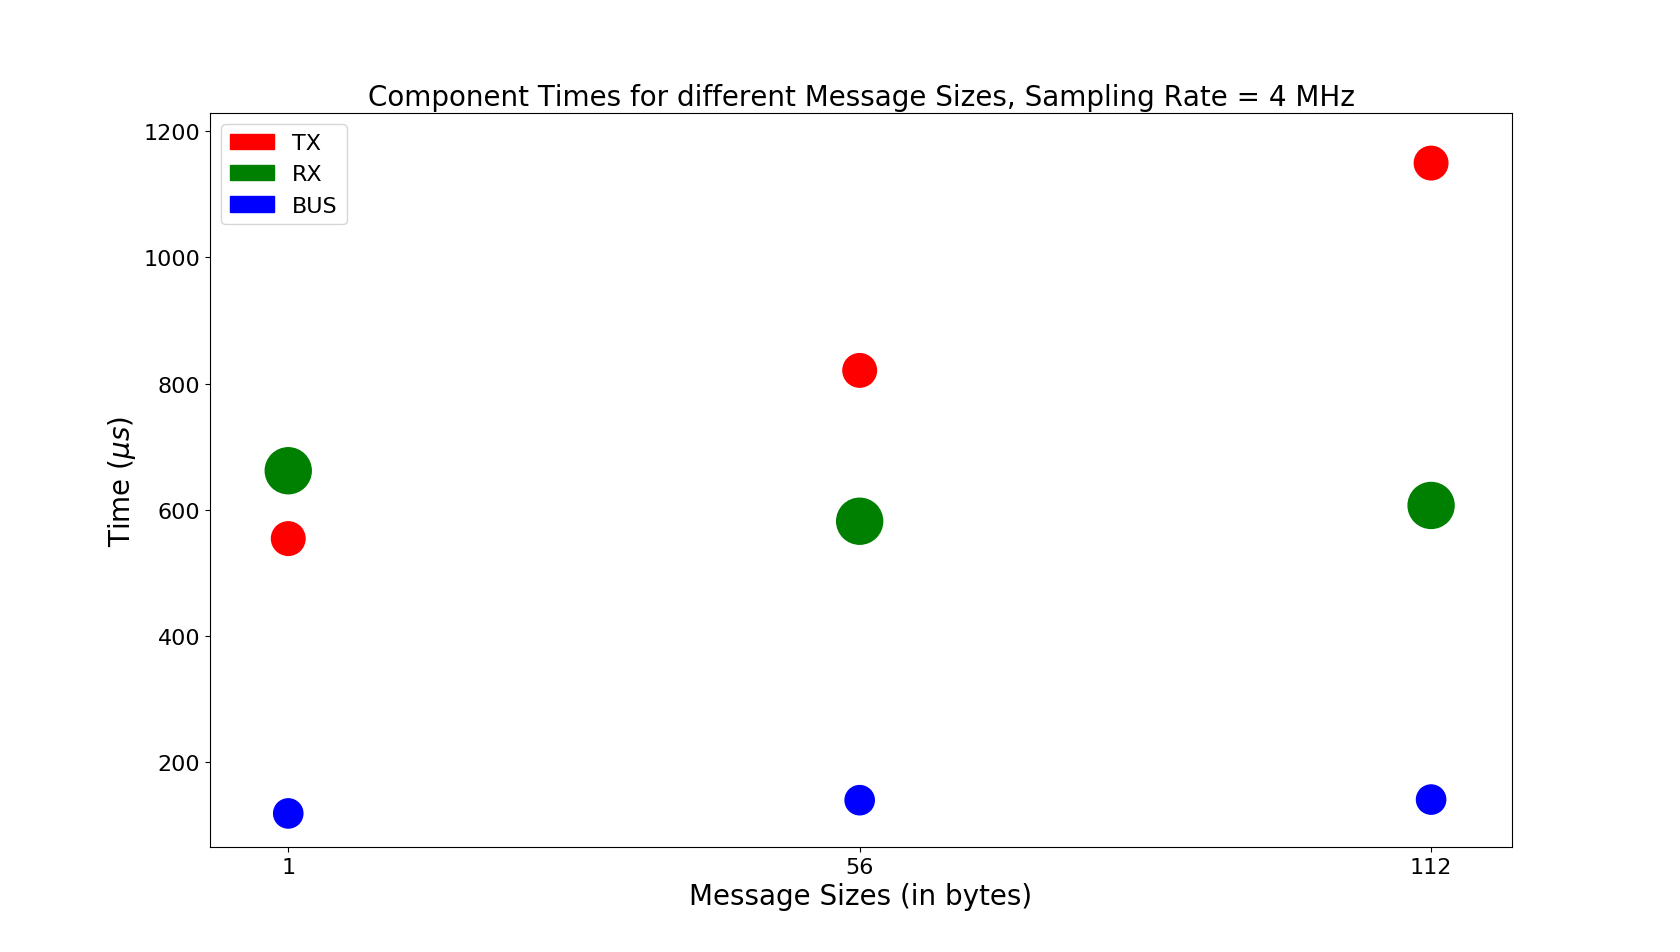 Component Times for different Message Sizes, Sampling Rate = 4 MHz
TX
RX
BUS
1200
1000
800
600
400
200
Time (μs)
1 56 112
Message Sizes (in bytes)